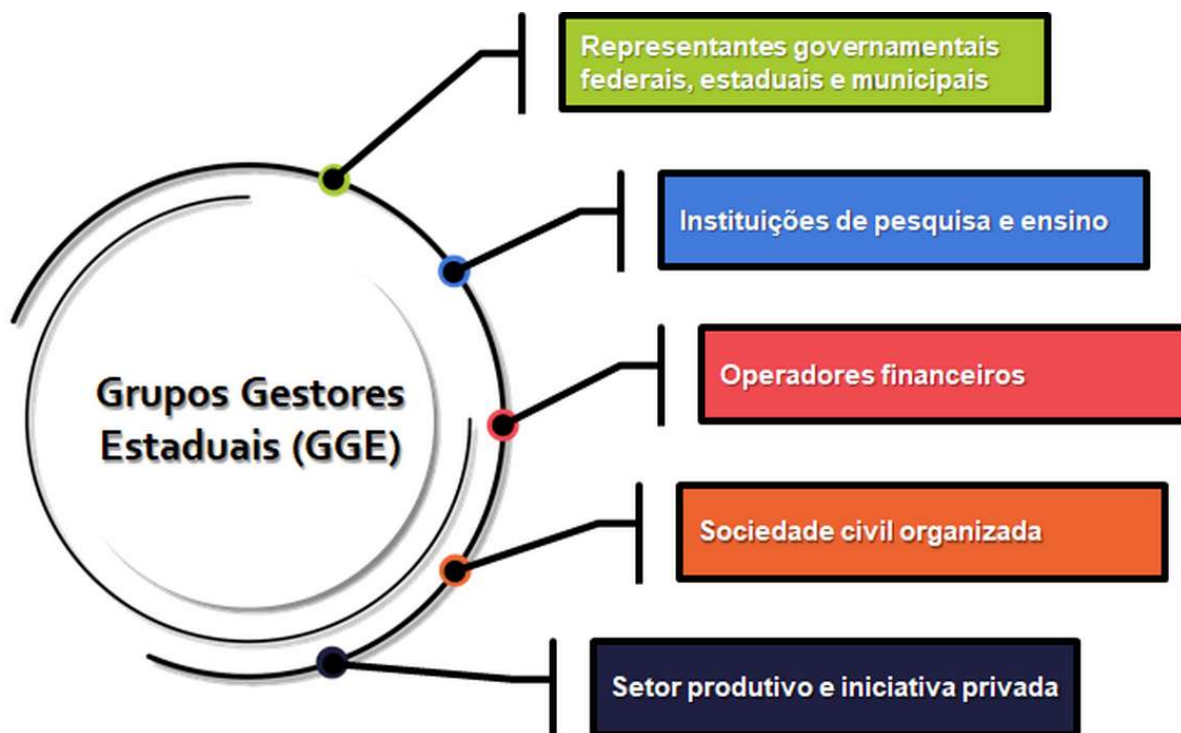 Representantes governamentais
federais, estaduais e municipais
Instituições de pesquisa e ensino
Grupos Gestores
Estaduais (GGE)
Operadores financeiros
Sociedade civil organizada
Setor produtivo e iniciativa privada